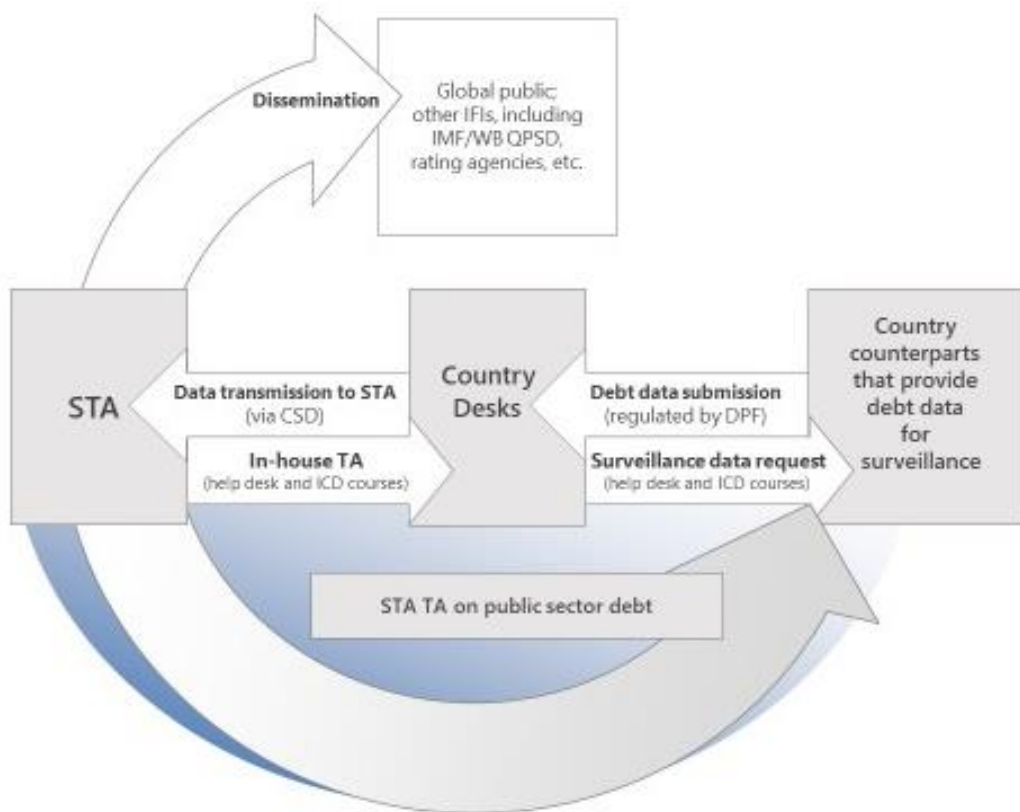 Dissemination
Global public;
other IFIs, including
IMF/WB QPSD,
rating agencies, etc.
STA
Data transmission to STA
(via CSD)
In-house TA
(help desk and ICD courses)
Country
Desks
Debt data submission
(regulated by DPF)
Surveillance data request
(help desk and ICD courses)
Country
counterparts
that provide
debt data
for
surveillance
STA TA on public sector debt